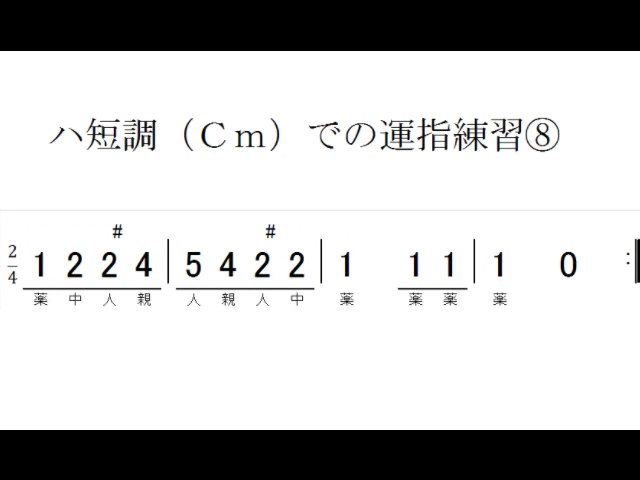 ハ短調（Ｃｍ）での運指練習⑧
# #
2/4 1 2 2 4 | 5 4 2 2 | 1 1 1 | 1 0 :|
薬 中 人 親 人 親 人 中 薬 薬 薬 薬